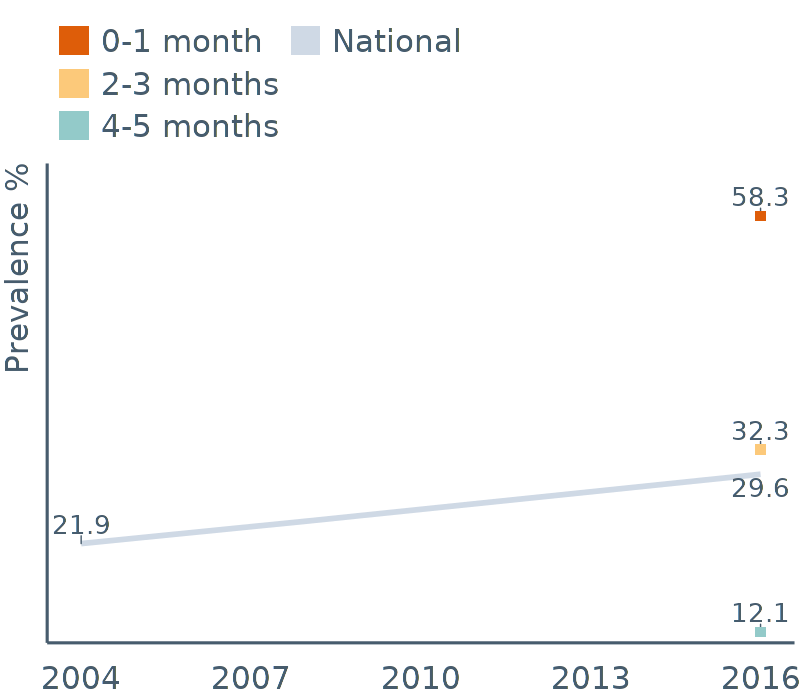 0-1 month
National
2-3 months
4-5 months
Prevalence %
58.3
32.3
29.6
21.9
12.1
2004 2007 2010 2013 2016